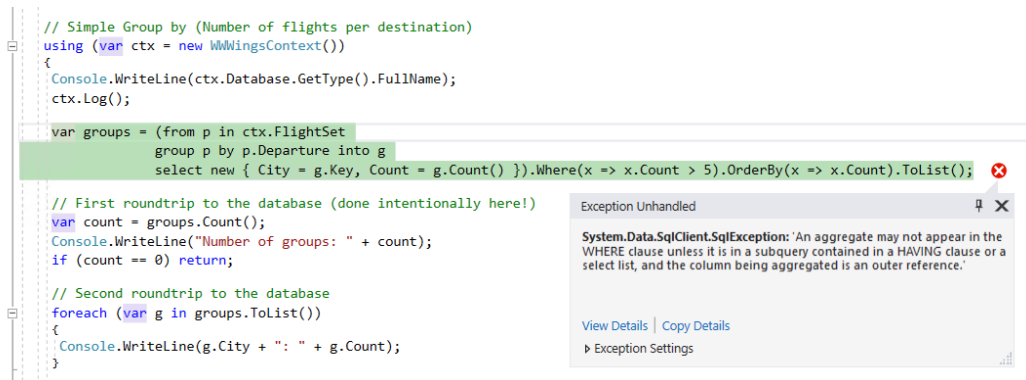 // Simple Group by (Number of flights per destination)
using (var ctx = new WWWingsContext())
{
Console.WriteLine(ctx.Database.GetType().FullName);
ctx.Log();
var groups = (from p in ctx.FlightSet
group p by p.Departure into g
select new { City = g.Key, Count = g.Count() }).Where(x => x.Count > 5).OrderBy(x => x.Count).ToList();
// First roundtrip to the database (done intentionally here!)
var count = groups.Count();
Console.WriteLine("Number of groups: " + count);
if (count == 0) return;
// Second roundtrip to the database
foreach (var g in groups.ToList())
{
Console.WriteLine(g.City + ": " + g.Count);
}
Exception Unhandled
System.Data.SqlClient.SqlException: 'An aggregate may not appear in the
WHERE clause unless it is in a subquery contained in a HAVING clause or a
select list, and the column being aggregated is an outer reference.'
View Details | Copy Details
Exception Settings